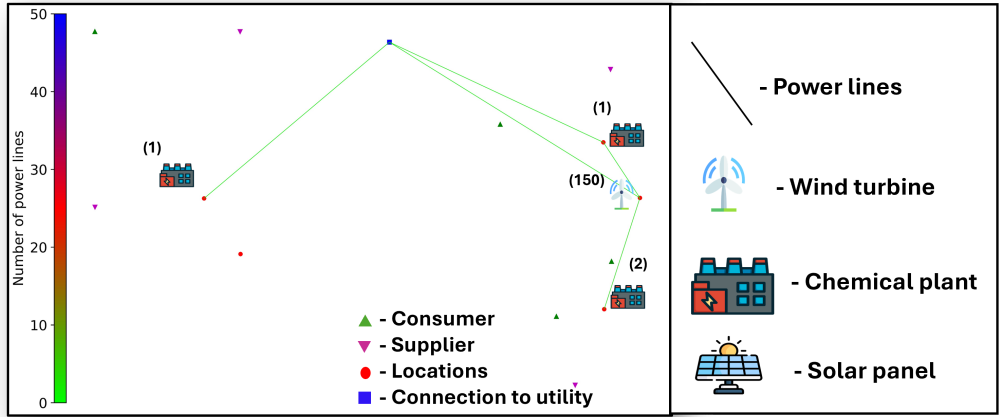 50
40
30
20
10
0
Number of power lines
(1)
(1)
(150)
(2)
- Consumer
- Supplier
- Locations
- Connection to utility
- Power lines
- Wind turbine
- Chemical plant
- Solar panel